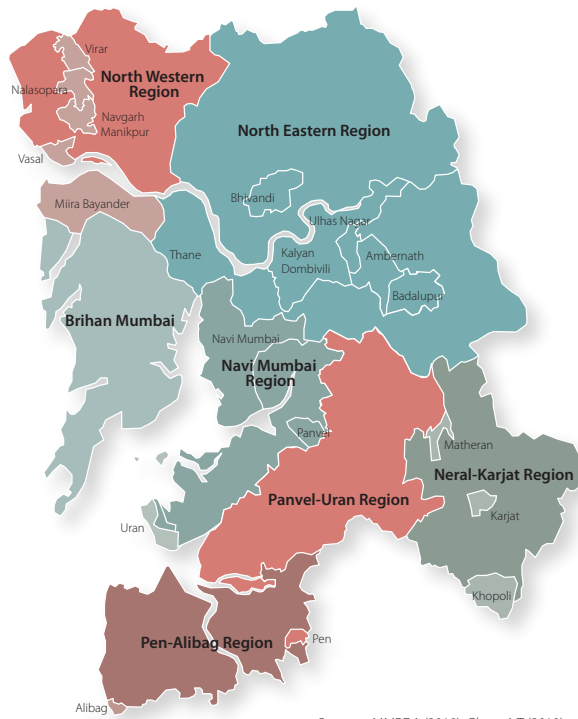 Virar
North Western
Region
Nalasopara
Navgarh
Manikpur
Vasal
North Eastern Region
Bhivandi
Miira Bayander
Ulhas Nagar
Thane
Kalyan
Dombivili
Ambernath
Badalupur
Brihan Mumbai
Navi Mumbai
Navi Mumbai
Region
Panvel
Matheran
Neral-Karjat Region
Panvel-Uran Region
Karjat
Uran
Khopoli
Pen-Alibag Region
Pen
Alibag